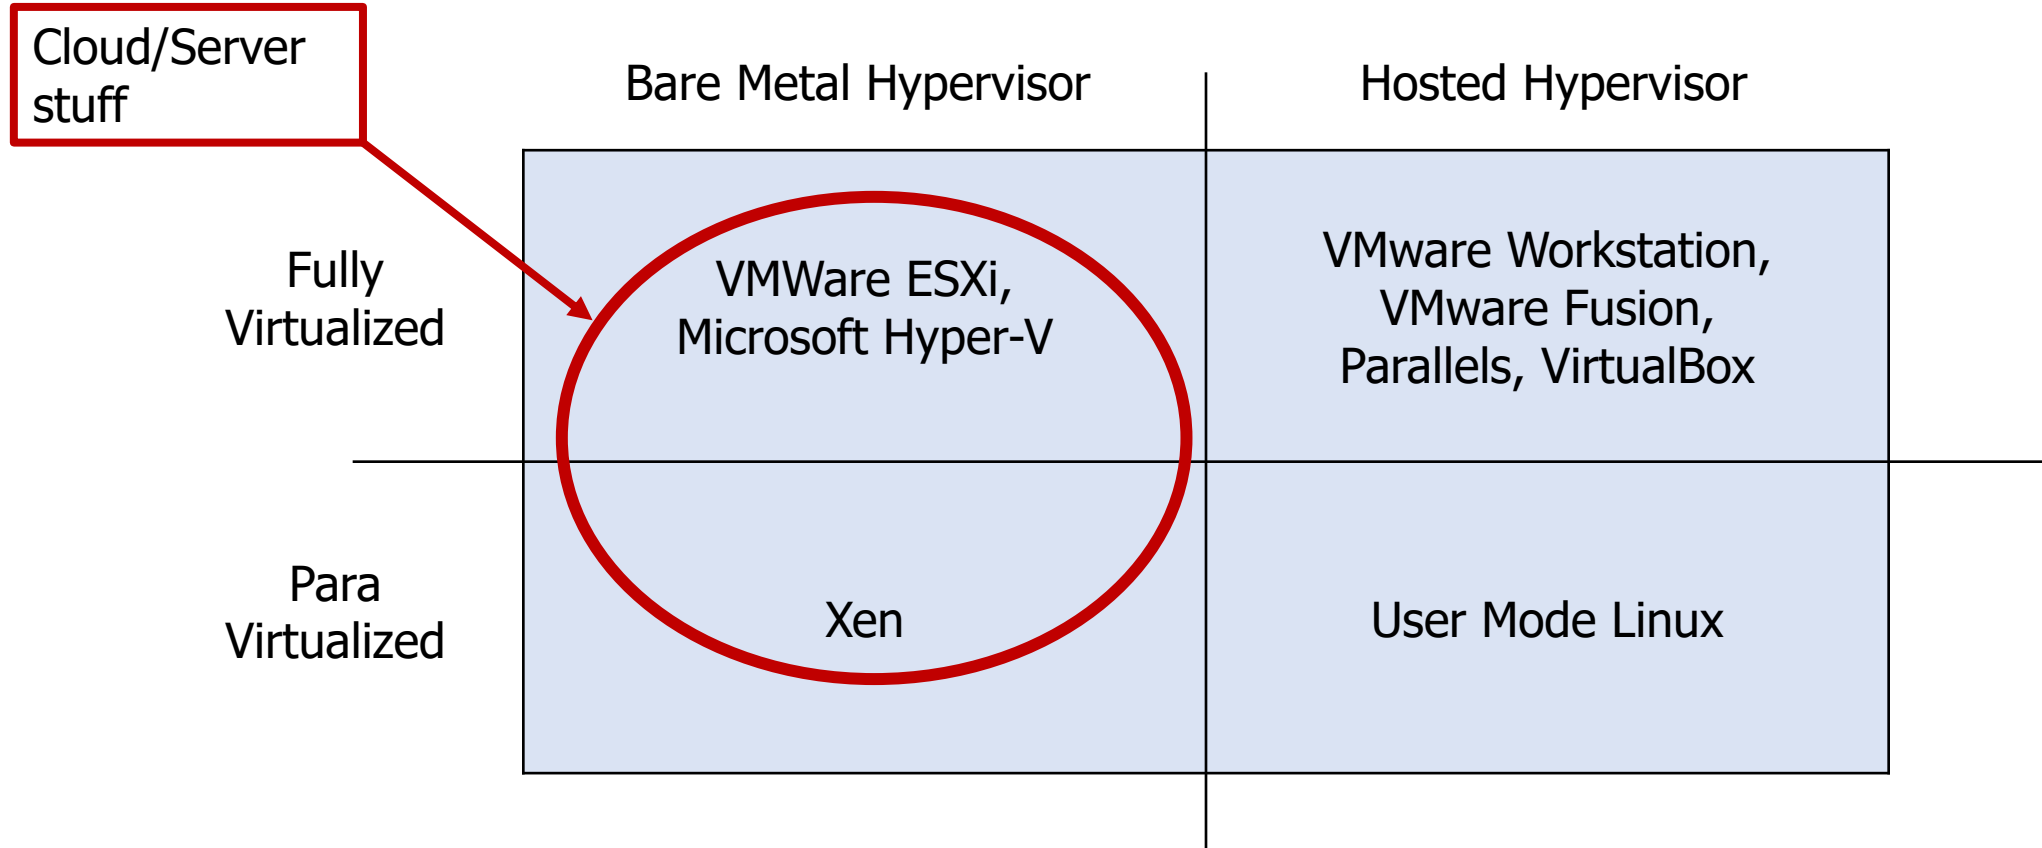 Cloud/Server
stuff
Bare Metal Hypervisor
Hosted Hypervisor
Fully
Virtualized
VMWare ESXi,
Microsoft Hyper-V
VMware Workstation,
VMware Fusion,
Parallels, VirtualBox
Para
Virtualized
Xen
User Mode Linux